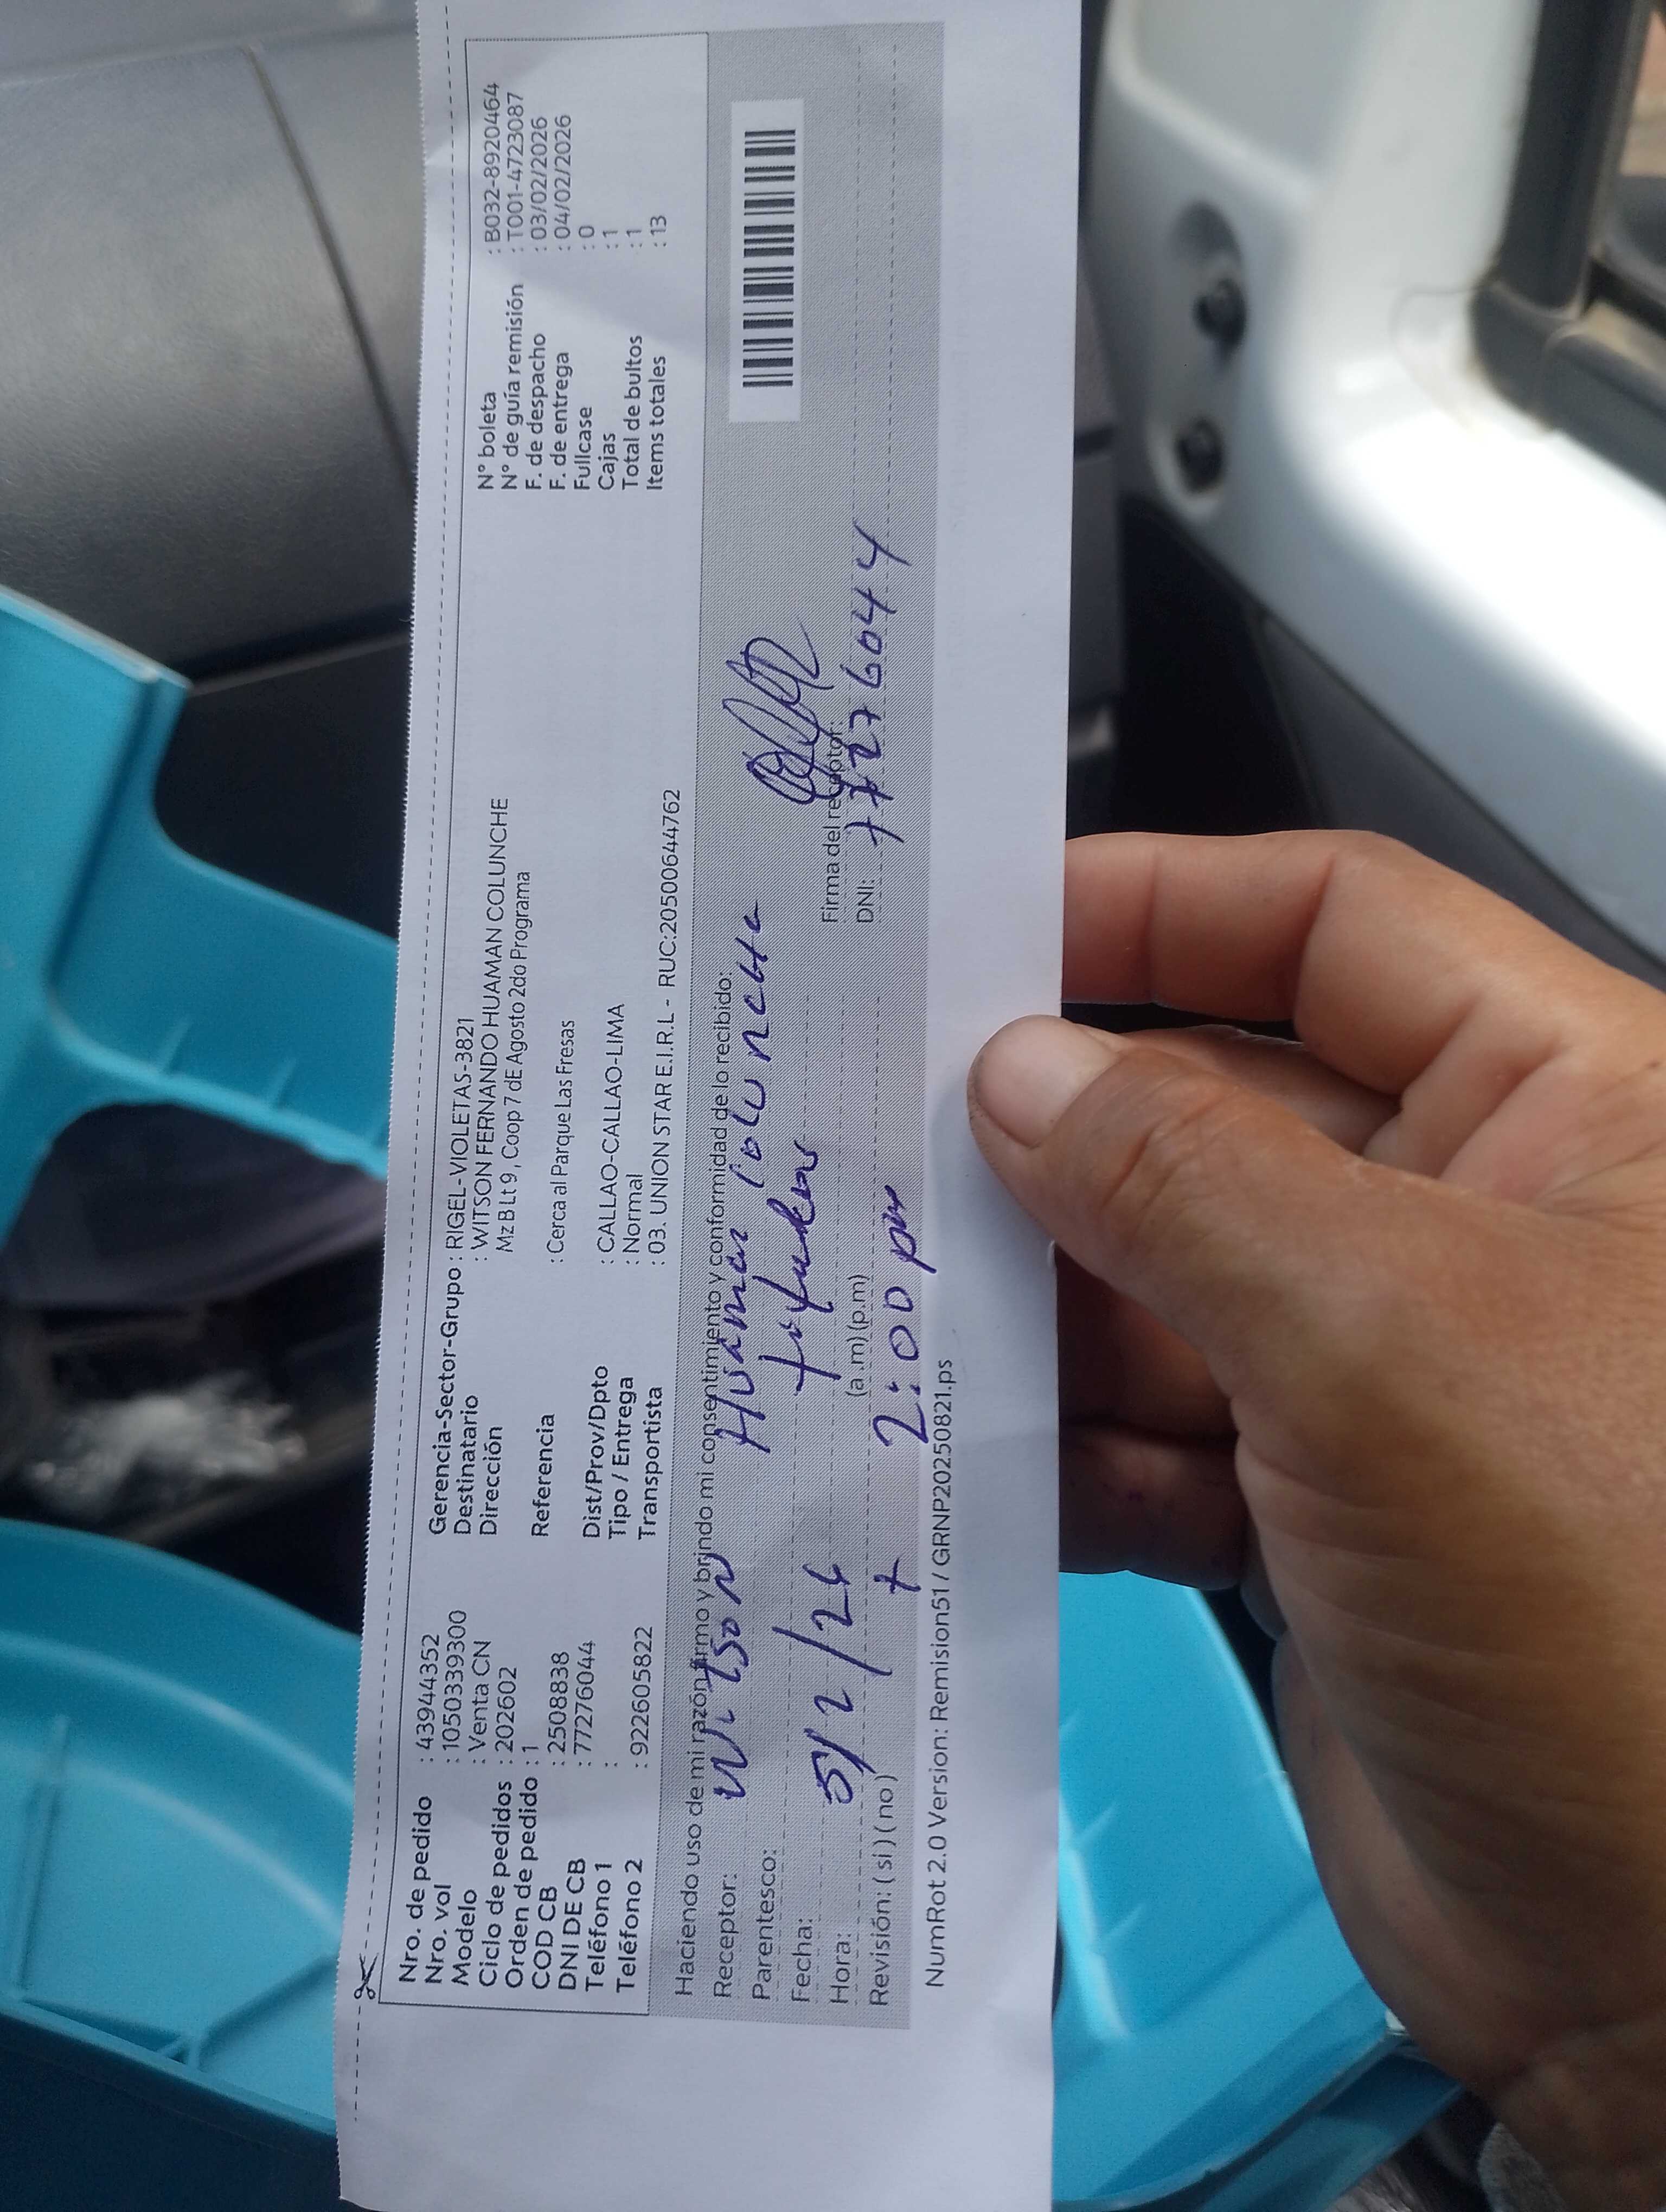 Nro. de pedido : 43944352
Nro. vol : 1050339300
Modelo : Venta CN
Ciclo de pedidos : 202602
Orden de pedido : 1
COD CB : 2508838
DNI DE CB : 77276044
Teléfono 1 :
Teléfono 2 : 922605822
Gerencia-Sector-Grupo : RIGEL-VIOLETAS-3821
Destinatario : WITSON FERNANDO HUAMAN COLUNCHE
Dirección Mz B Lt 9, Coop 7 dE Agosto 2do Programa
Referencia : Cerca al Parque Las Fresas
Dist/Prov/Dpto : CALLAO-CALLAO-LIMA
Tipo / Entrega : Normal
Transportista : 03. UNION STAR E.I.R.L - RUC:20500644762
N° boleta : B032-8920464
N° de guía remisión : T001-4723087
F. de despacho : 03/02/2026
F. de entrega : 04/02/2026
Fullcase : 0
Cajas : 1
Total de bultos : 1
Items totales : 13
Haciendo uso de mi razón firmo y brindo mi consentimiento y conformidad de lo recibido:
Receptor: Witson Huaman Colunche
Parentesco:
Fecha: 5/2/26
Hora: (a.m) (p.m) 2:00 pm
Revisión: ( si ) ( no )
Firma del receptor:
DNI: 77276044
NumRot 2.0 Version: Remision51 / GRNP20250821.ps